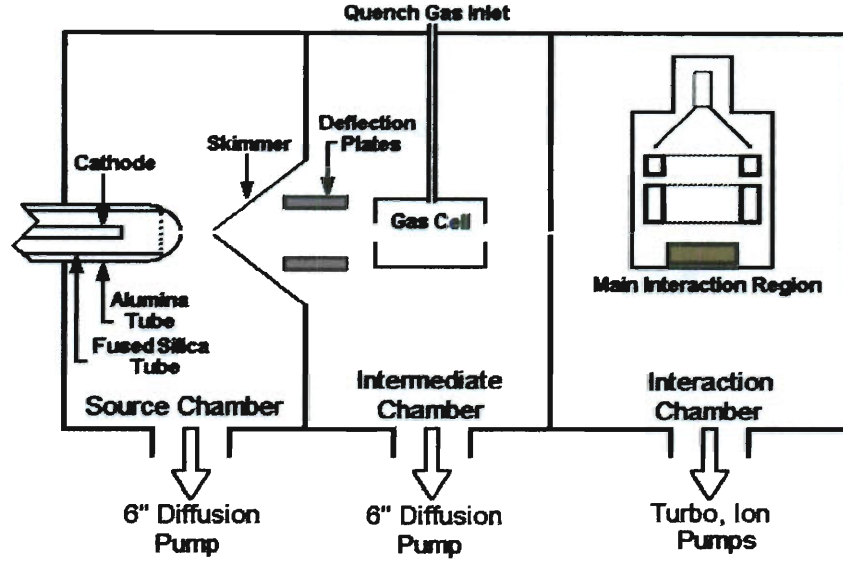 Quench Gas Inlet
Deflection
Plates
Skimmer
Cathode
Gas Cell
Alumina
Tube
Fused Silica
Tube
Main Interaction Region
Source Chamber
Intermediate
Chamber
Interaction
Chamber
6" Diffusion
Pump
6" Diffusion
Pump
Turbo, Ion
Pumps